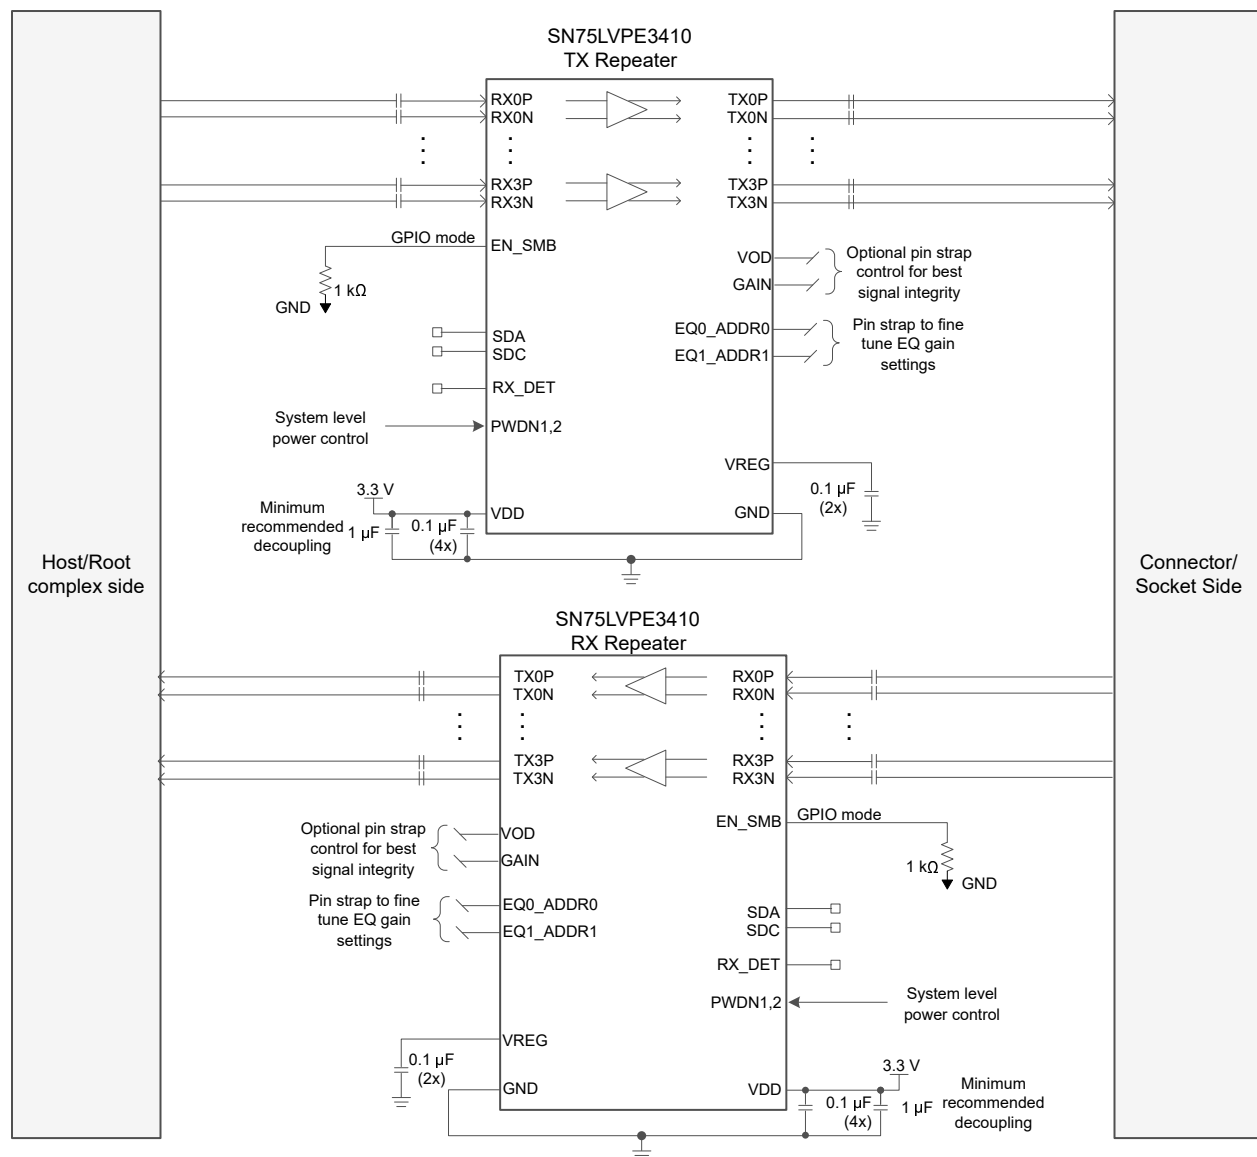 SN75LVPE3410
TX Repeater
RX0P
RX0N
RX3P
RX3N
TX0P
TX0N
TX3P
TX3N
GPIO mode
EN_SMB
1 kΩ
GND
VOD
GAIN
Optional pin strap
control for best
signal integrity
EQ0_ADDR0
EQ1_ADDR1
Pin strap to fine
tune EQ gain
settings
SDA
SDC
RX_DET
System level
power control
PWDN1,2
VREG
0.1 µF
(2x)
3.3 V
Minimum
recommended
decoupling
1 µF
0.1 µF
(4x)
VDD
GND
Host/Root
complex side
Connector/
Socket Side
SN75LVPE3410
RX Repeater
TX0P
TX0N
TX3P
TX3N
RX0P
RX0N
RX3P
RX3N
Optional pin strap
control for best
signal integrity
VOD
GAIN
Pin strap to fine
tune EQ gain
settings
EQ0_ADDR0
EQ1_ADDR1
EN_SMB
GPIO mode
1 kΩ
GND
SDA
SDC
RX_DET
PWDN1,2
System level
power control
VREG
0.1 µF
(2x)
GND
VDD
3.3 V
0.1 µF
(4x)
1 µF
Minimum
recommended
decoupling